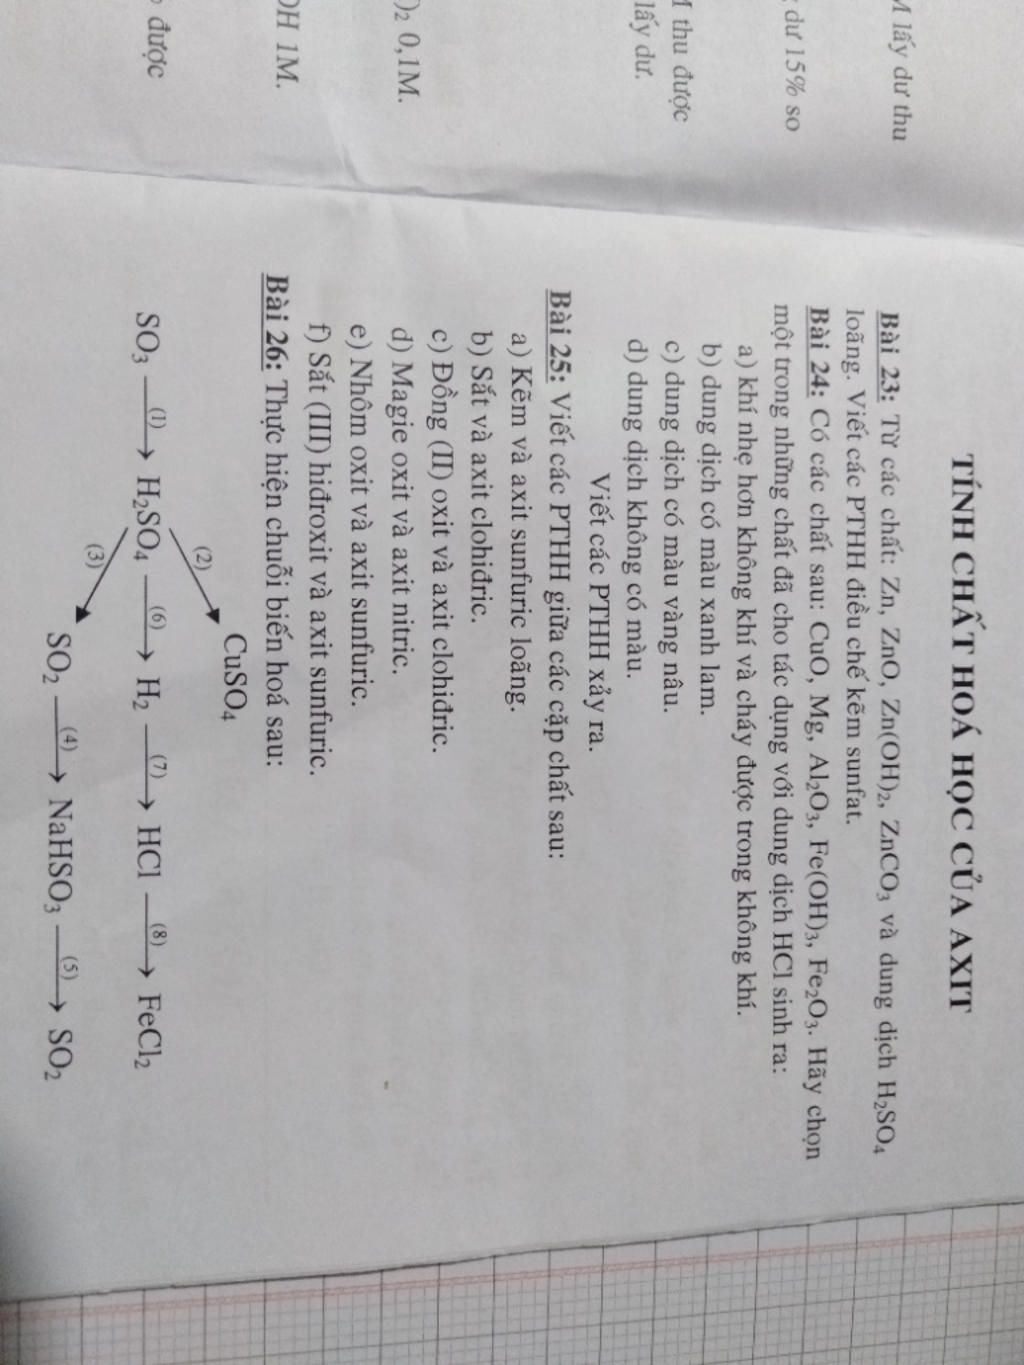 M lấy dư thu
dư 15% so
M thu được
lấy dư.
)₂ 0,1M.
OH 1M.
được
TÍNH CHẤT HOÁ HỌC CỦA AXIT
Bài 23: Từ các chất: Zn, ZnO, Zn(OH)₂, ZnCO₃ và dung dịch H₂SO₄
loãng. Viết các PTHH điều chế kẽm sunfat.
Bài 24: Có các chất sau: CuO, Mg, Al₂O₃, Fe(OH)₃, Fe₂O₃. Hãy chọn
một trong những chất đã cho tác dụng với dung dịch HCl sinh ra:
a) khí nhẹ hơn không khí và cháy được trong không khí.
b) dung dịch có màu xanh lam.
c) dung dịch có màu vàng nâu.
d) dung dịch không có màu.
Viết các PTHH xảy ra.
Bài 25: Viết các PTHH giữa các cặp chất sau:
a) Kẽm và axit sunfuric loãng.
b) Sắt và axit clohiđric.
c) Đồng (II) oxit và axit clohiđric.
d) Magie oxit và axit nitric.
e) Nhôm oxit và axit sunfuric.
f) Sắt (III) hiđroxit và axit sunfuric.
Bài 26: Thực hiện chuỗi biến hoá sau:
(2) CuSO₄
SO₃ (1)→ H₂SO₄ (6)→ H₂ (7)→ HCl (8)→ FeCl₂
(3) SO₂ (4)→ NaHSO₃ (5)→ SO₂